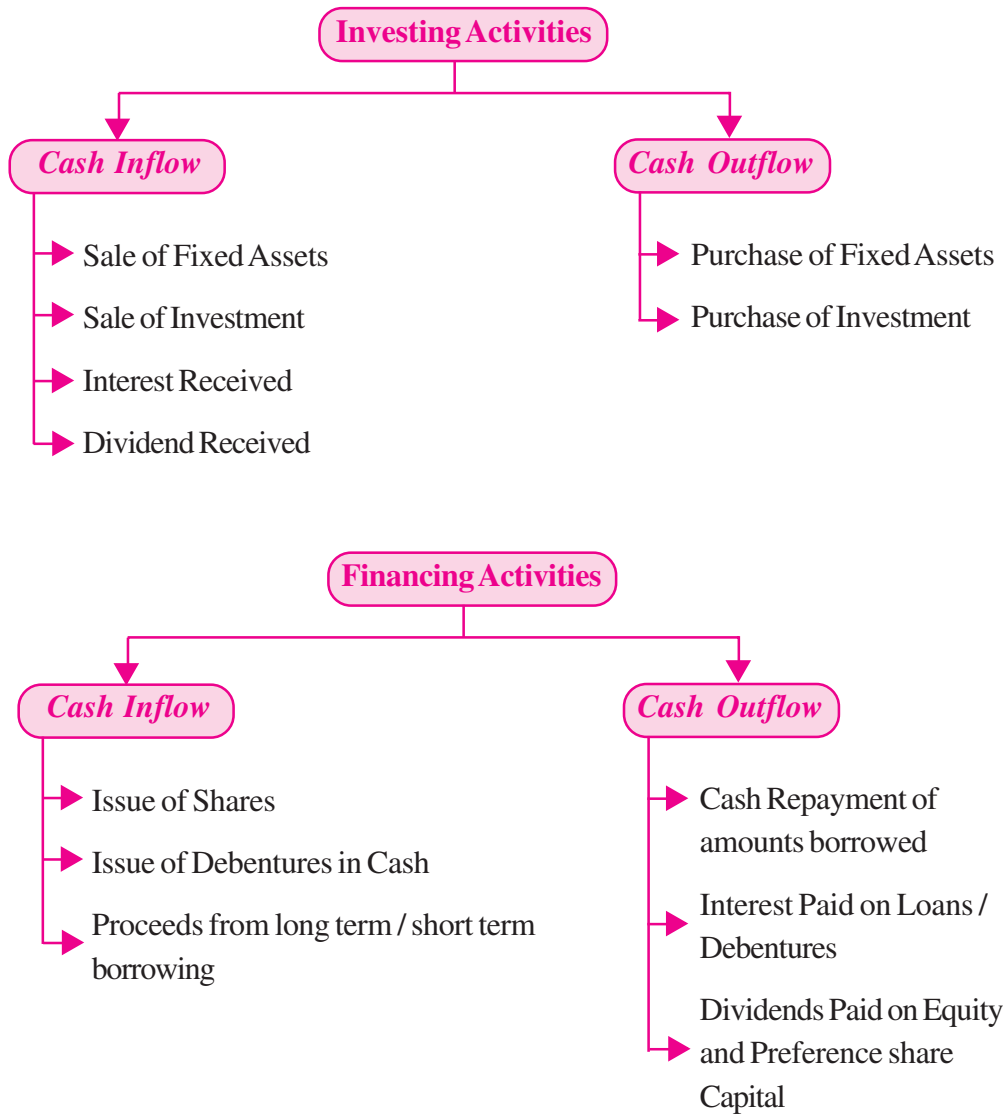 Investing Activities
Cash Inflow
Sale of Fixed Assets
Sale of Investment
Interest Received
Dividend Received
Cash Outflow
Purchase of Fixed Assets
Purchase of Investment
Financing Activities
Cash Inflow
Issue of Shares
Issue of Debentures in Cash
Proceeds from long term / short term
borrowing
Cash Outflow
Cash Repayment of
amounts borrowed
Interest Paid on Loans /
Debentures
Dividends Paid on Equity
and Preference share
Capital